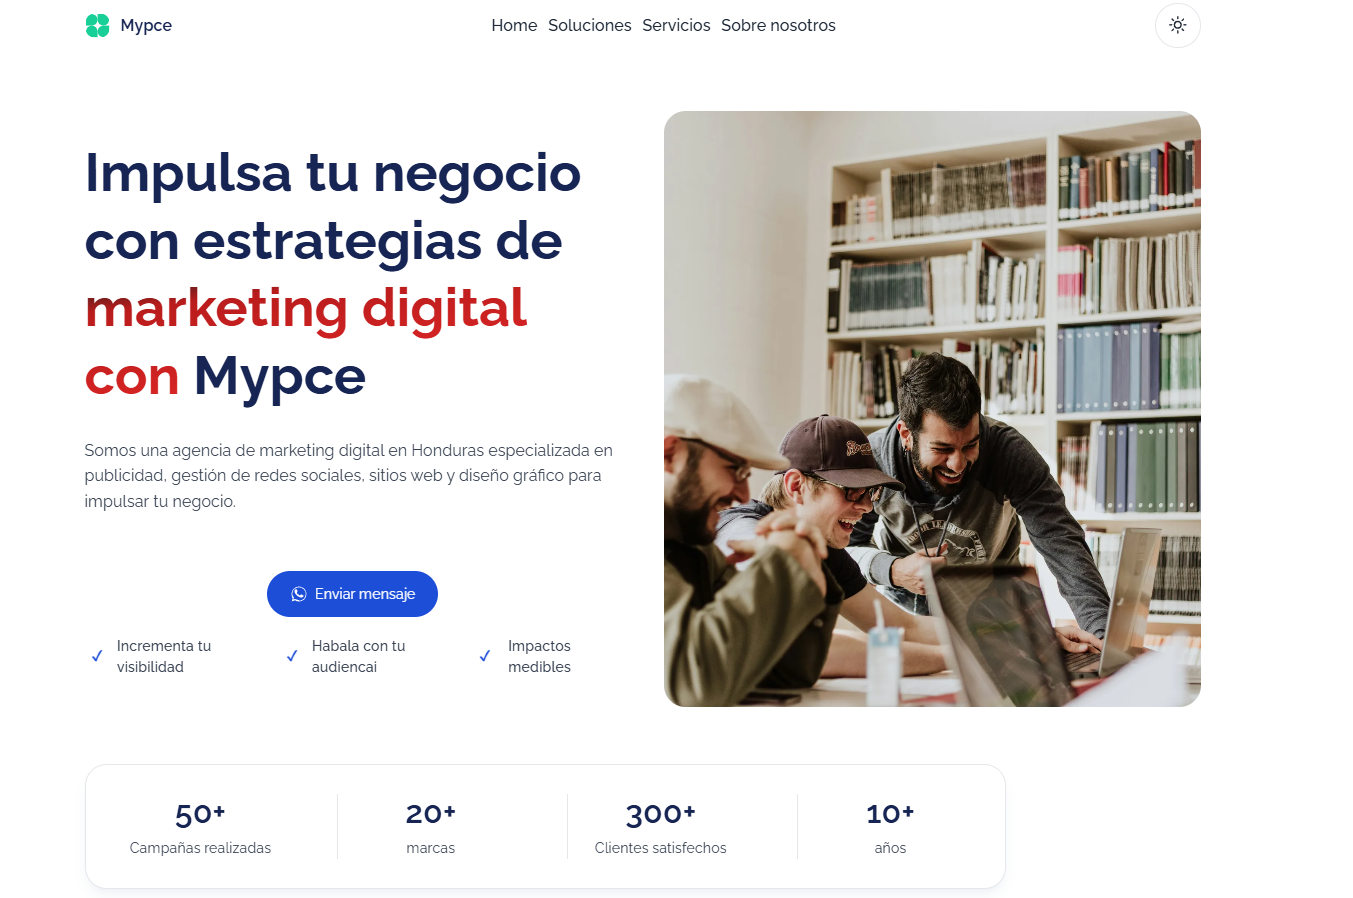 Mypce
Home Soluciones Servicios Sobre nosotros
Impulsa tu negocio
con estrategias de
marketing digital
con Mypce
Somos una agencia de marketing digital en Honduras especializada en
publicidad, gestión de redes sociales, sitios web y diseño gráfico para
impulsar tu negocio.
Enviar mensaje
Incrementa tu
visibilidad
Habala con tu
audiencai
Impactos
medibles
50+
Campañas realizadas
20+
marcas
300+
Clientes satisfechos
10+
años